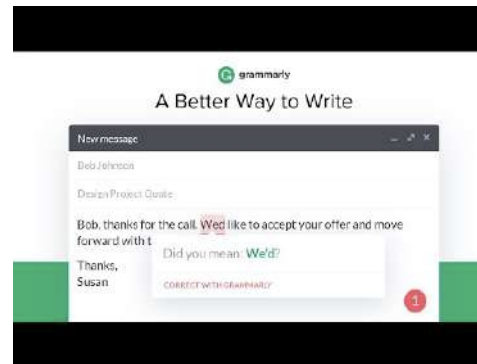 grammarly
A Better Way to Write
New message
Bob Johnson
Design Project Quote
Bob, thanks for the call. Wed like to accept your offer and move
forward with t
Did you mean: We'd?
Thanks,
Susan
CORRECT WITH GRAMMARLY
1